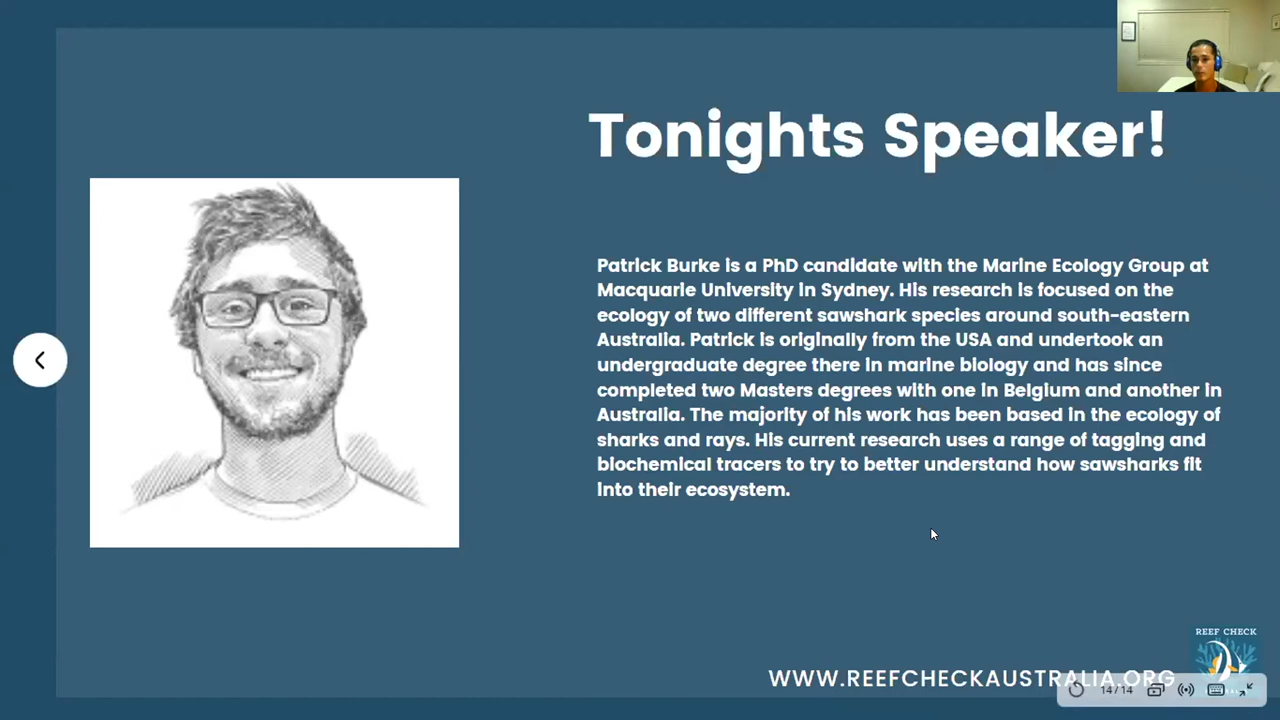 Tonights Speaker!
Patrick Burke is a PhD candidate with the Marine Ecology Group at
Macquarie University in Sydney. His research is focused on the
ecology of two different sawshark species around south-eastern
Australia. Patrick is originally from the USA and undertook an
undergraduate degree there in marine biology and has since
completed two Masters degrees with one in Belgium and another in
Australia. The majority of his work has been based in the ecology of
sharks and rays. His current research uses a range of tagging and
biochemical tracers to try to better understand how sawsharks fit
into their ecosystem.
REEF CHECK
WWW.REEFCHECKAUSTRALIA.ORG
14/14